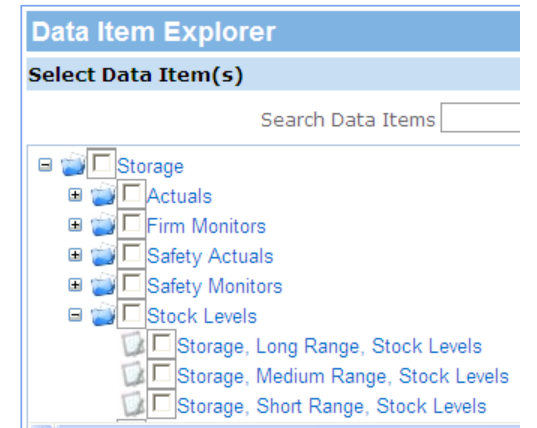 Data Item Explorer
Select Data Item(s)
Search Data Items
Storage
Actuals
Firm Monitors
Safety Actuals
Safety Monitors
Stock Levels
Storage, Long Range, Stock Levels
Storage, Medium Range, Stock Levels
Storage, Short Range, Stock Levels